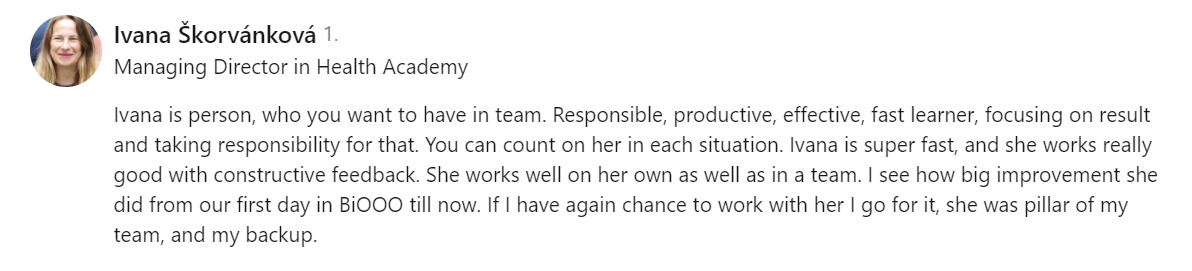 Ivana Škorvánková 1.
Managing Director in Health Academy
Ivana is person, who you want to have in team. Responsible, productive, effective, fast learner, focusing on result
and taking responsibility for that. You can count on her in each situation. Ivana is super fast, and she works really
good with constructive feedback. She works well on her own as well as in a team. I see how big improvement she
did from our first day in BiOOO till now. If I have again chance to work with her I go for it, she was pillar of my
team, and my backup.